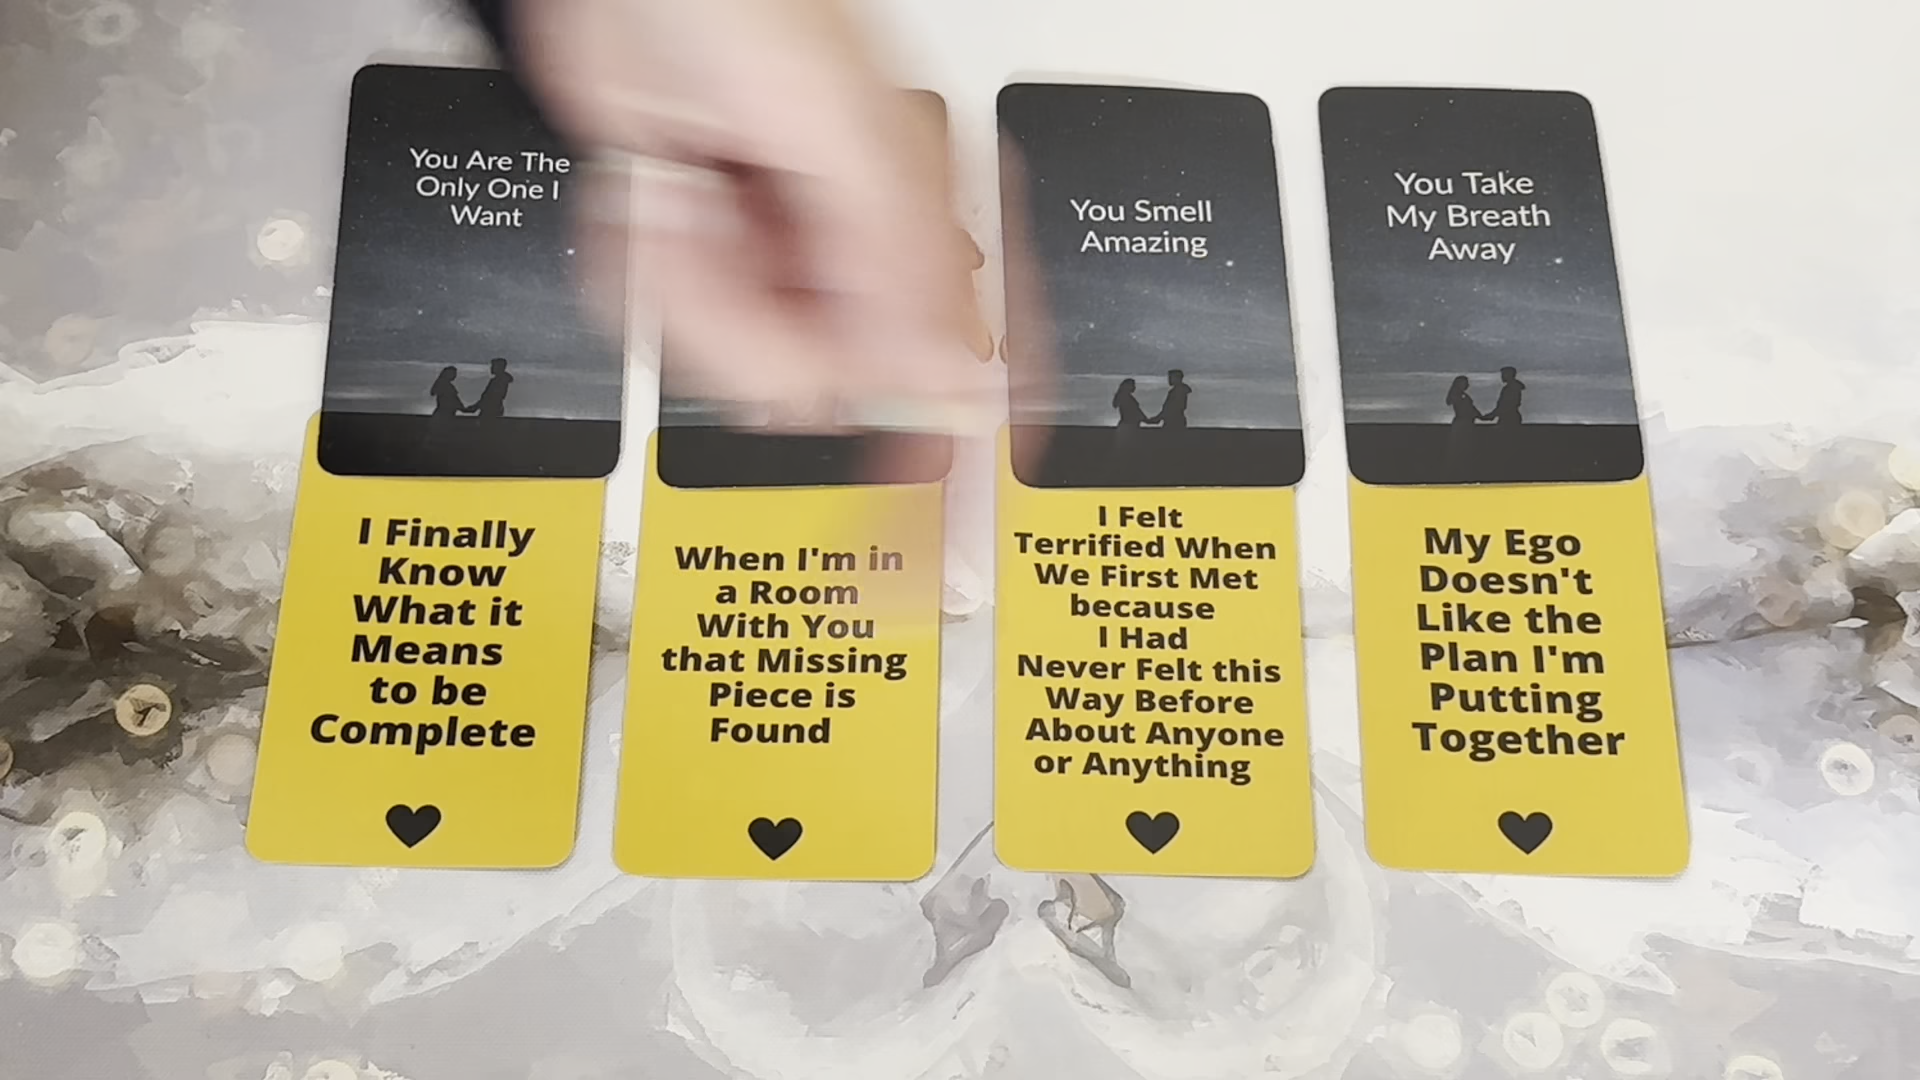 You Are The
Only One I
Want
You Smell
Amazing
You Take
My Breath
Away
I Finally
Know
What it
Means
to be
Complete
When I'm in
a Room
With You
that Missing
Piece is
Found
I Felt
Terrified When
We First Met
because
I Had
Never Felt this
Way Before
About Anyone
or Anything
My Ego
Doesn't
Like the
Plan I'm
Putting
Together